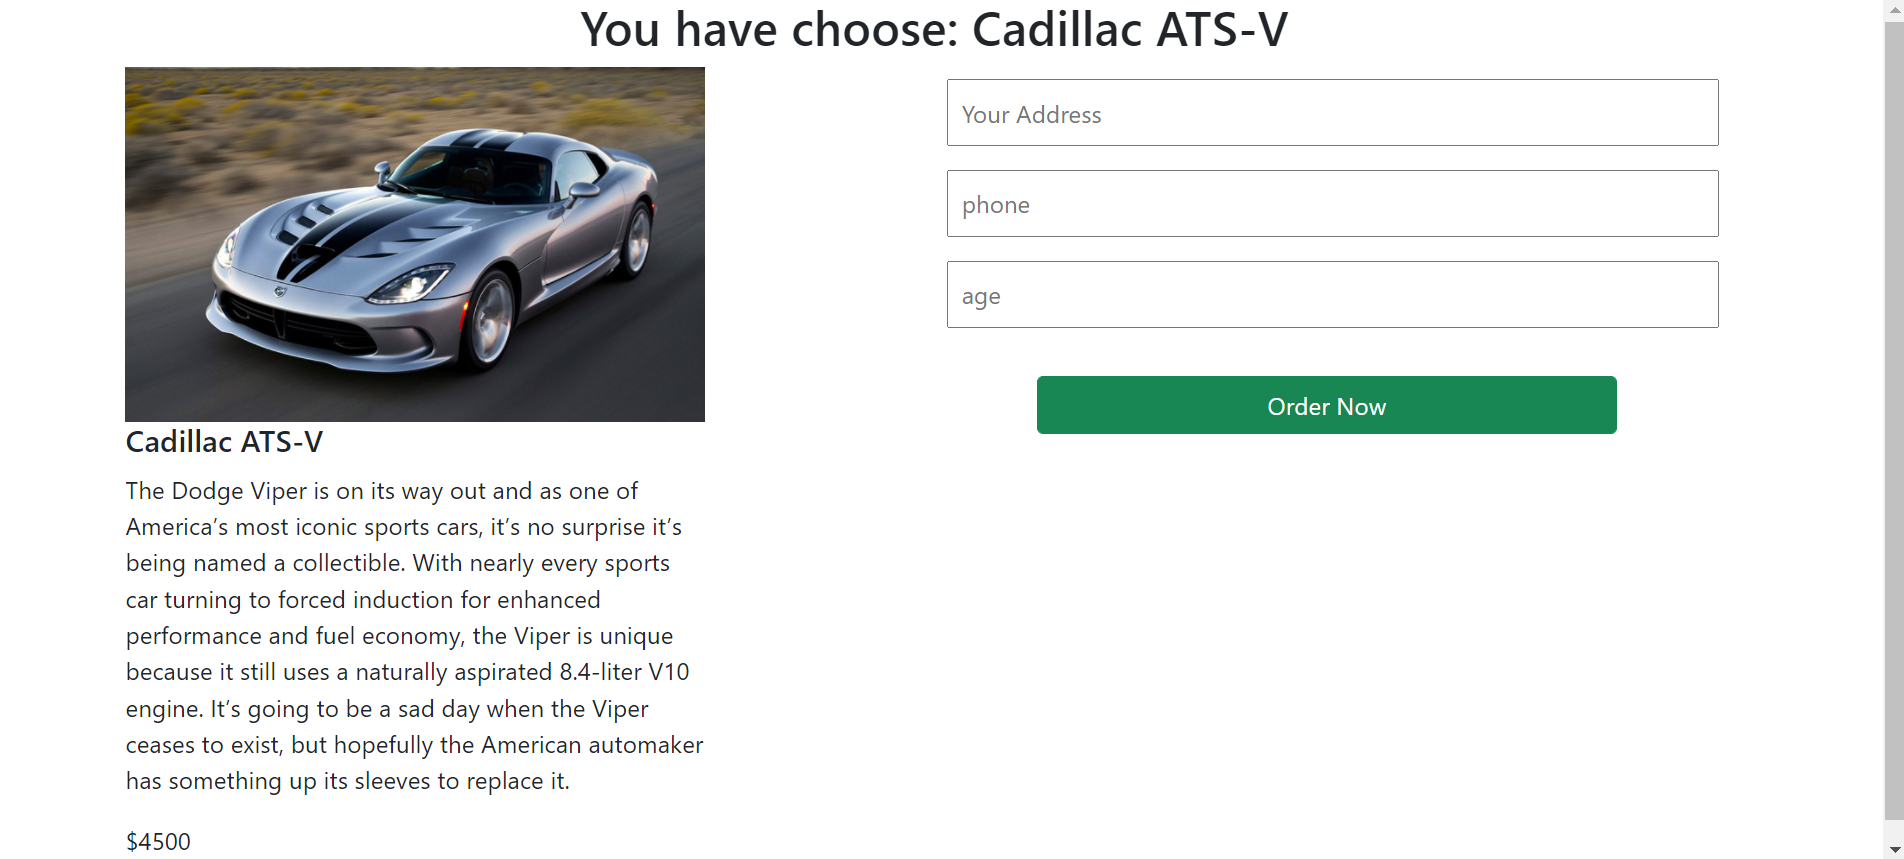 You have choose: Cadillac ATS-V
Your Address
phone
age
Order Now
Cadillac ATS-V
The Dodge Viper is on its way out and as one of
America’s most iconic sports cars, it’s no surprise it’s
being named a collectible. With nearly every sports
car turning to forced induction for enhanced
performance and fuel economy, the Viper is unique
because it still uses a naturally aspirated 8.4-liter V10
engine. It’s going to be a sad day when the Viper
ceases to exist, but hopefully the American automaker
has something up its sleeves to replace it.
$4500